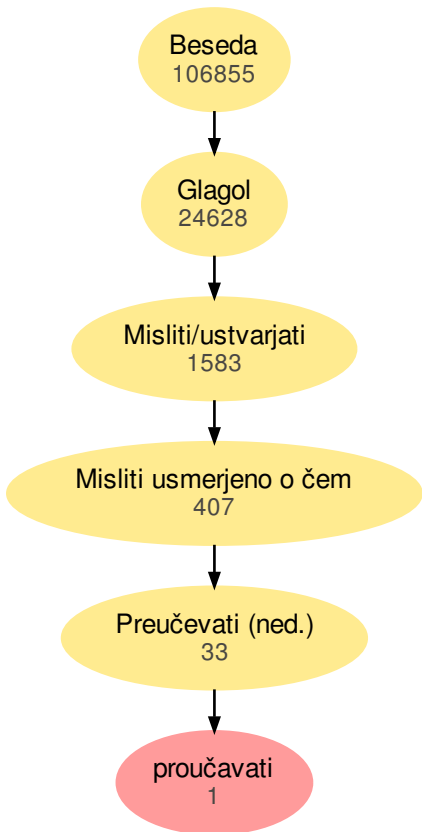 Beseda
106855
Glagol
24628
Misliti/ustvarjati
1583
Misliti usmerjeno o čem
407
Preučevati (ned.)
33
proučavati
1